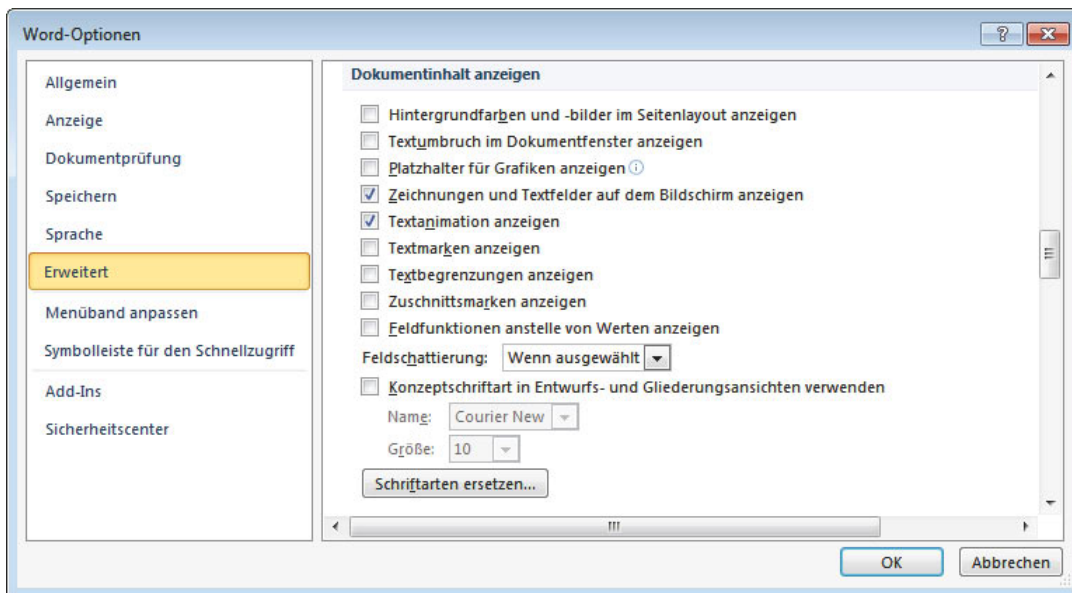 Word-Optionen
Allgemein
Anzeige
Dokumentprüfung
Speichern
Sprache
Erweitert
Menüband anpassen
Symbolleiste für den Schnellzugriff
Add-Ins
Sicherheitscenter
Dokumentinhalt anzeigen
Hintergrundfarben und -bilder im Seitenlayout anzeigen
Textumbruch im Dokumentfenster anzeigen
Platzhalter für Grafiken anzeigen
Zeichnungen und Textfelder auf dem Bildschirm anzeigen
Textanimation anzeigen
Textmarken anzeigen
Textbegrenzungen anzeigen
Zuschnittsmarken anzeigen
Feldfunktionen anstelle von Werten anzeigen
Feldschattierung: Wenn ausgewählt
Konzeptschriftart in Entwurfs- und Gliederungsansichten verwenden
Name: Courier New
Größe: 10
Schriftarten ersetzen...
OK Abbrechen